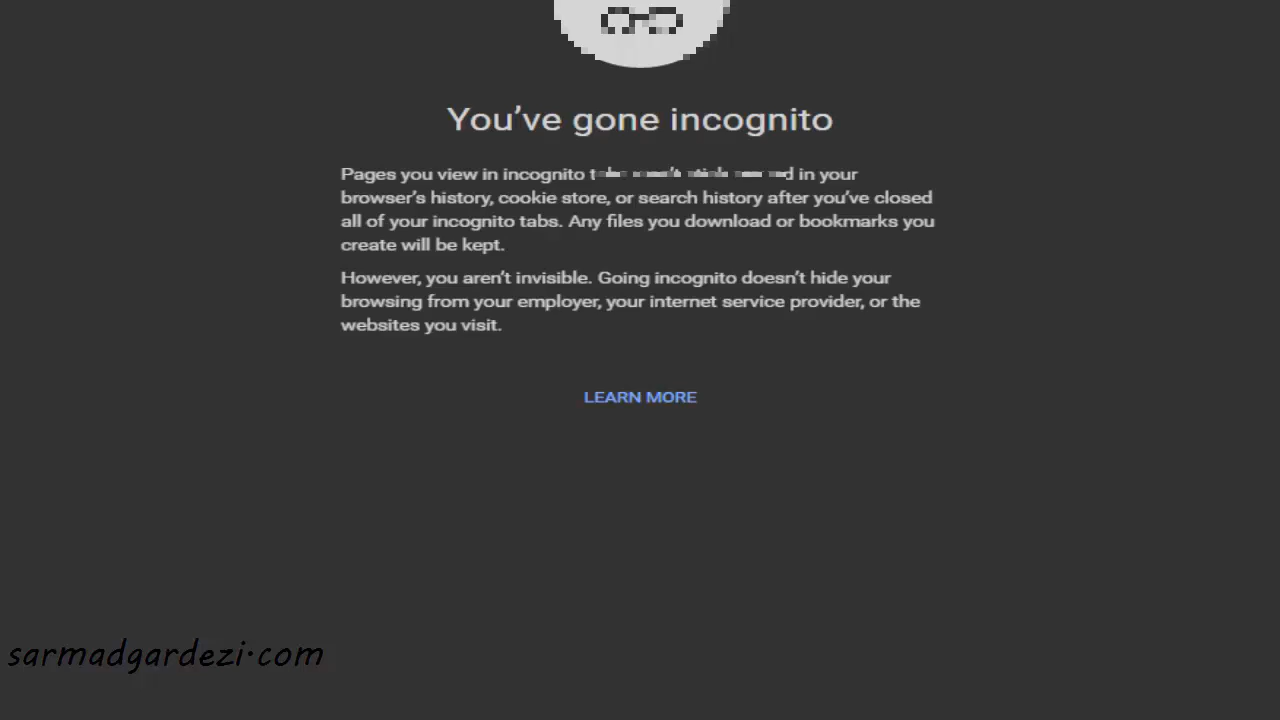 You've gone incognito
Pages you view in incognito in your
browser's history, cookie store, or search history after you've closed
all of your incognito tabs. Any files you download or bookmarks you
create will be kept.
However, you aren't invisible. Going incognito doesn't hide your
browsing from your employer, your internet service provider, or the
websites you visit.
LEARN MORE
sarmadgardezi.com